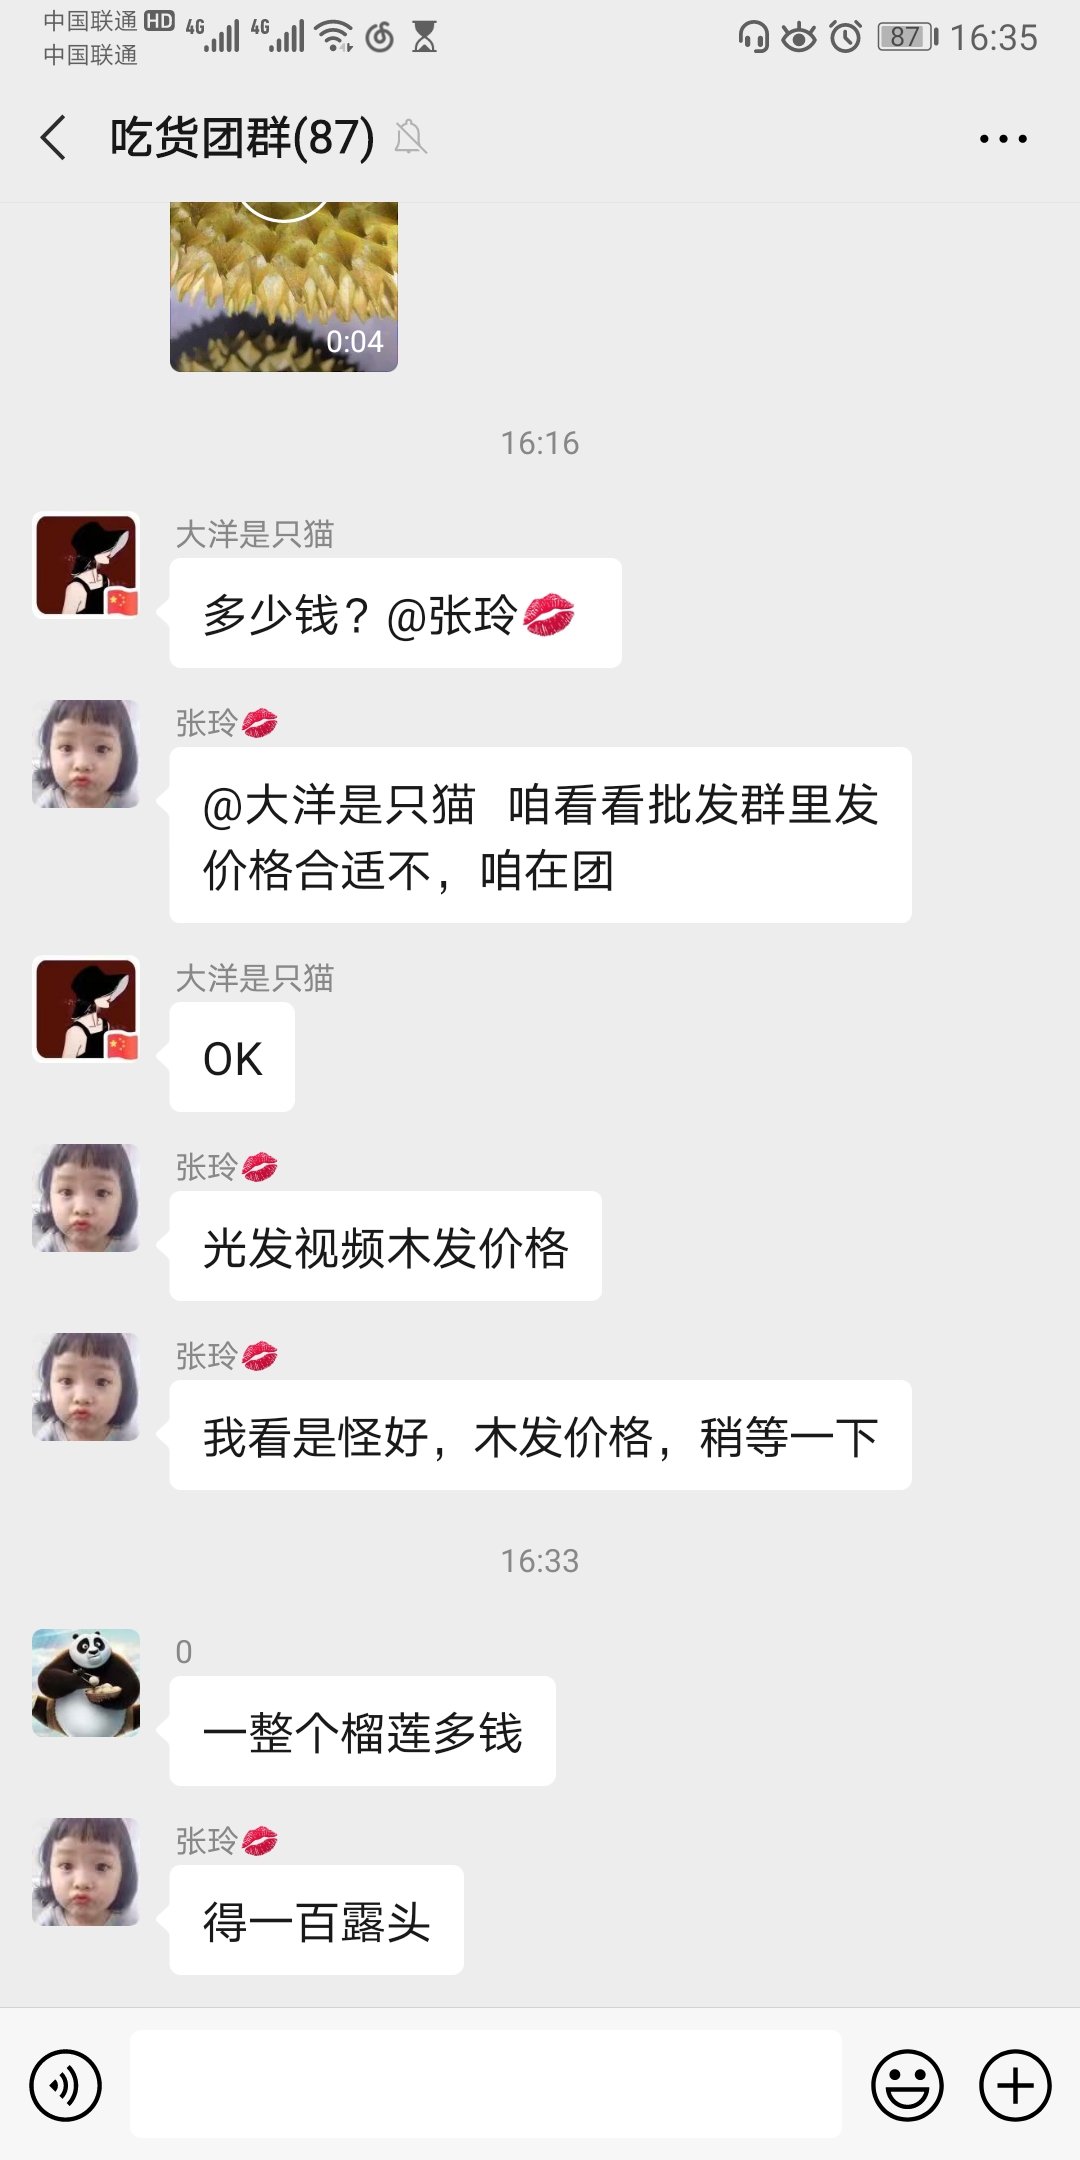 中国联通 HD 4G 4G 87 16:35
中国联通
吃货团群(87)
0:04
16:16
大洋是只猫
多少钱？@张玲💋
张玲💋
@大洋是只猫 咱看看批发群里发
价格合适不，咱在团
大洋是只猫
OK
张玲💋
光发视频木发价格
张玲💋
我看是怪好，木发价格，稍等一下
16:33
0
一整个榴莲多钱
张玲💋
得一百露头